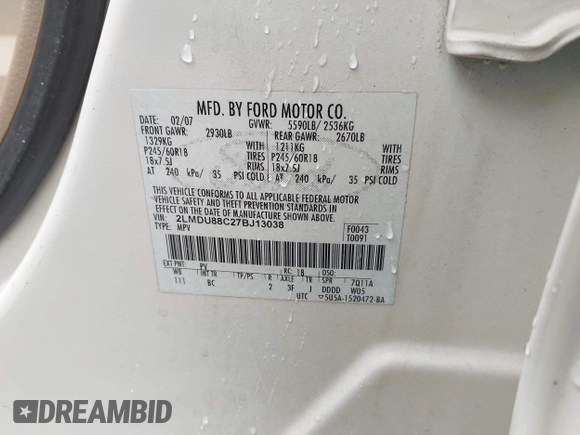 MFD. BY FORD MOTOR CO.
DATE: 02/07 GVWR: 5590LB/ 2536KG
FRONT GAWR: 2930LB REAR GAWR: 2670LB
1329KG WITH 1211KG WITH
P245/60R18 TIRES P245/60R18 TIRES
18x7.5J RIMS 18x7.5J RIMS
AT 240 kPa/ 35 PSI COLD AT 240 kPa/ 35 PSI COLD
THIS VEHICLE CONFORMS TO ALL APPLICABLE FEDERAL MOTOR
VEHICLE SAFETY AND BUMPER STANDARDS IN EFFECT ON THE
DATE OF MANUFACTURE SHOWN ABOVE.
VIN: 2LMDU88C27BJ13038 F0043
TYPE: MPV T0091
EXT PNT: PV RC: 18 DSO:
WB INT TR TP/PS R AXLE TR SPR 7Q11A
111 BC 2 3F J DDDD W05
UTC ▽5U5A-1520472-BA
DREAMBID